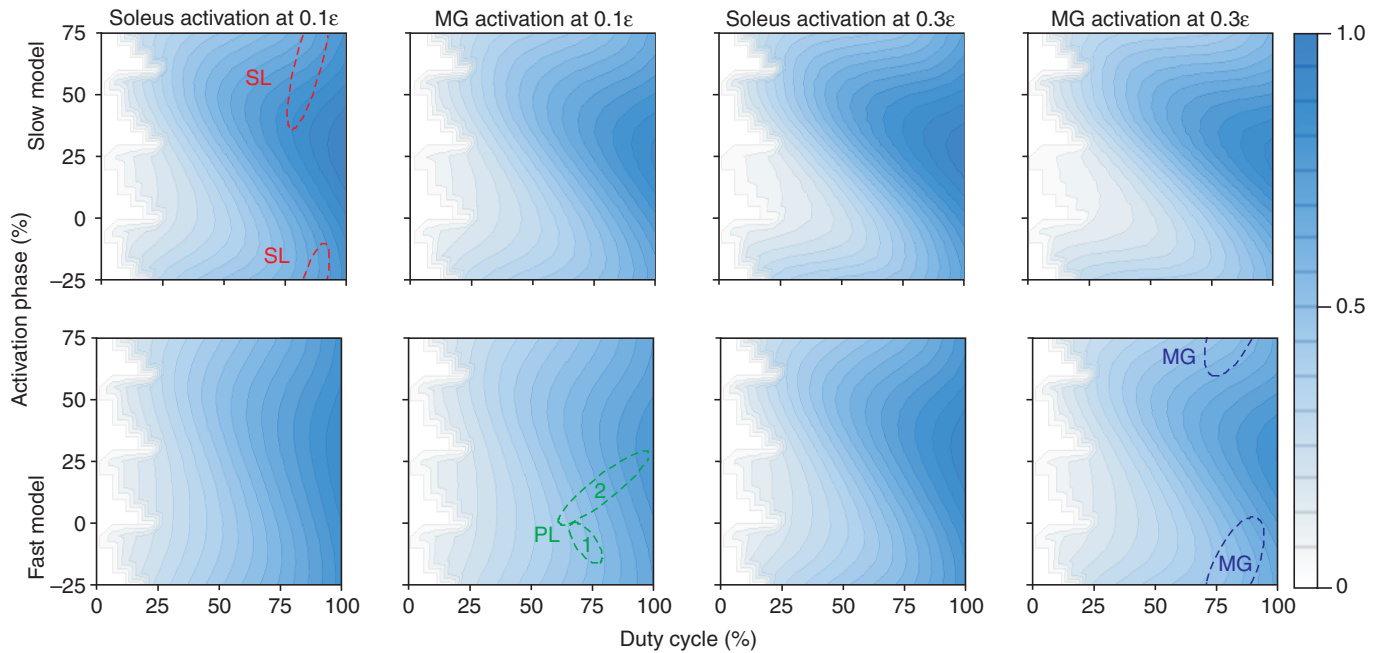 Soleus activation at 0.1ε
MG activation at 0.1ε
Soleus activation at 0.3ε
MG activation at 0.3ε
Activation phase (%)
Slow model
75
50
25
0
–25
SL
SL
1.0
0.5
0
Fast model
75
50
25
0
–25
PL
2
1
MG
MG
0 25 50 75 100
0 25 50 75 100
0 25 50 75 100
0 25 50 75 100
Duty cycle (%)